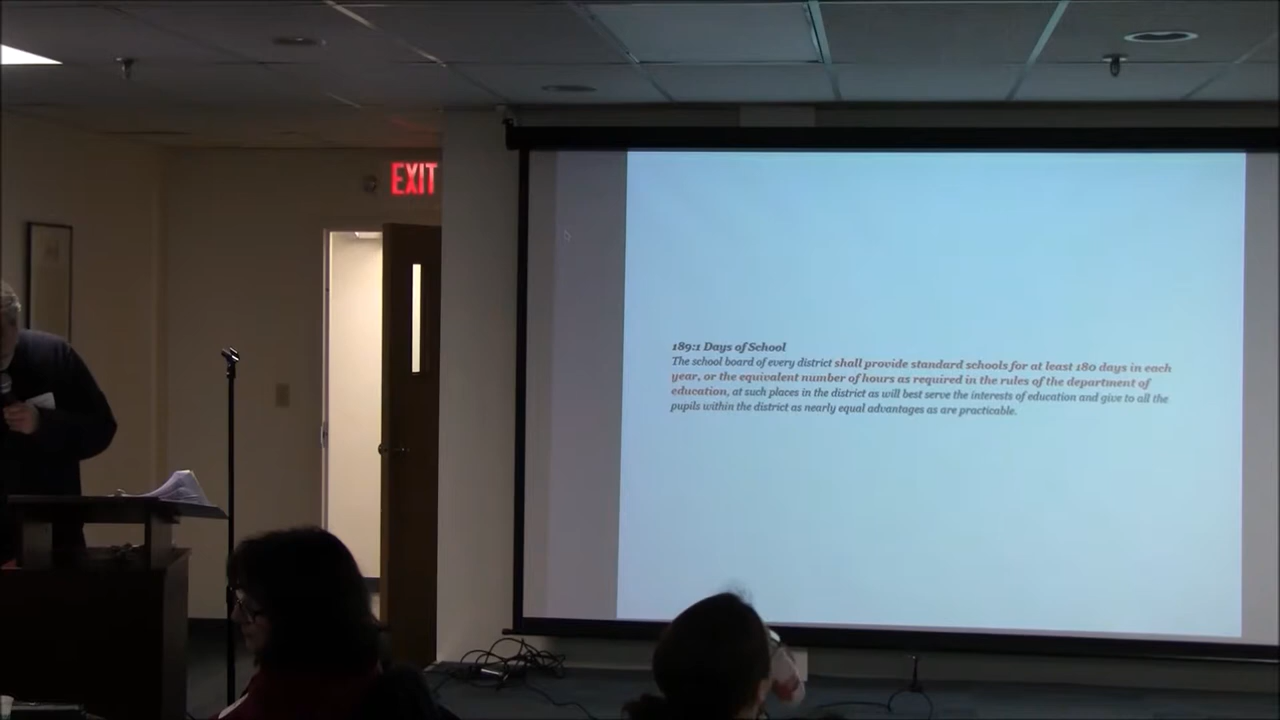 EXIT
189:1 Days of School
The school board of every district shall provide standard schools for at least 180 days in each
year, or the equivalent number of hours as required in the rules of the department of
education, at such places in the district as will best serve the interests of education and give to all the
pupils within the district as nearly equal advantages as are practicable.